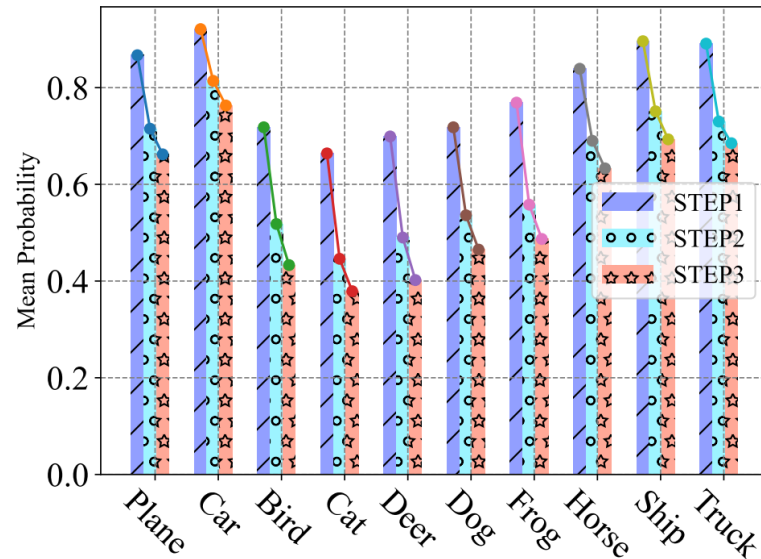 Mean Probability
0.8
0.6
0.4
0.2
0.0
STEP1
STEP2
STEP3
Plane
Car
Bird
Cat
Deer
Dog
Frog
Horse
Ship
Truck